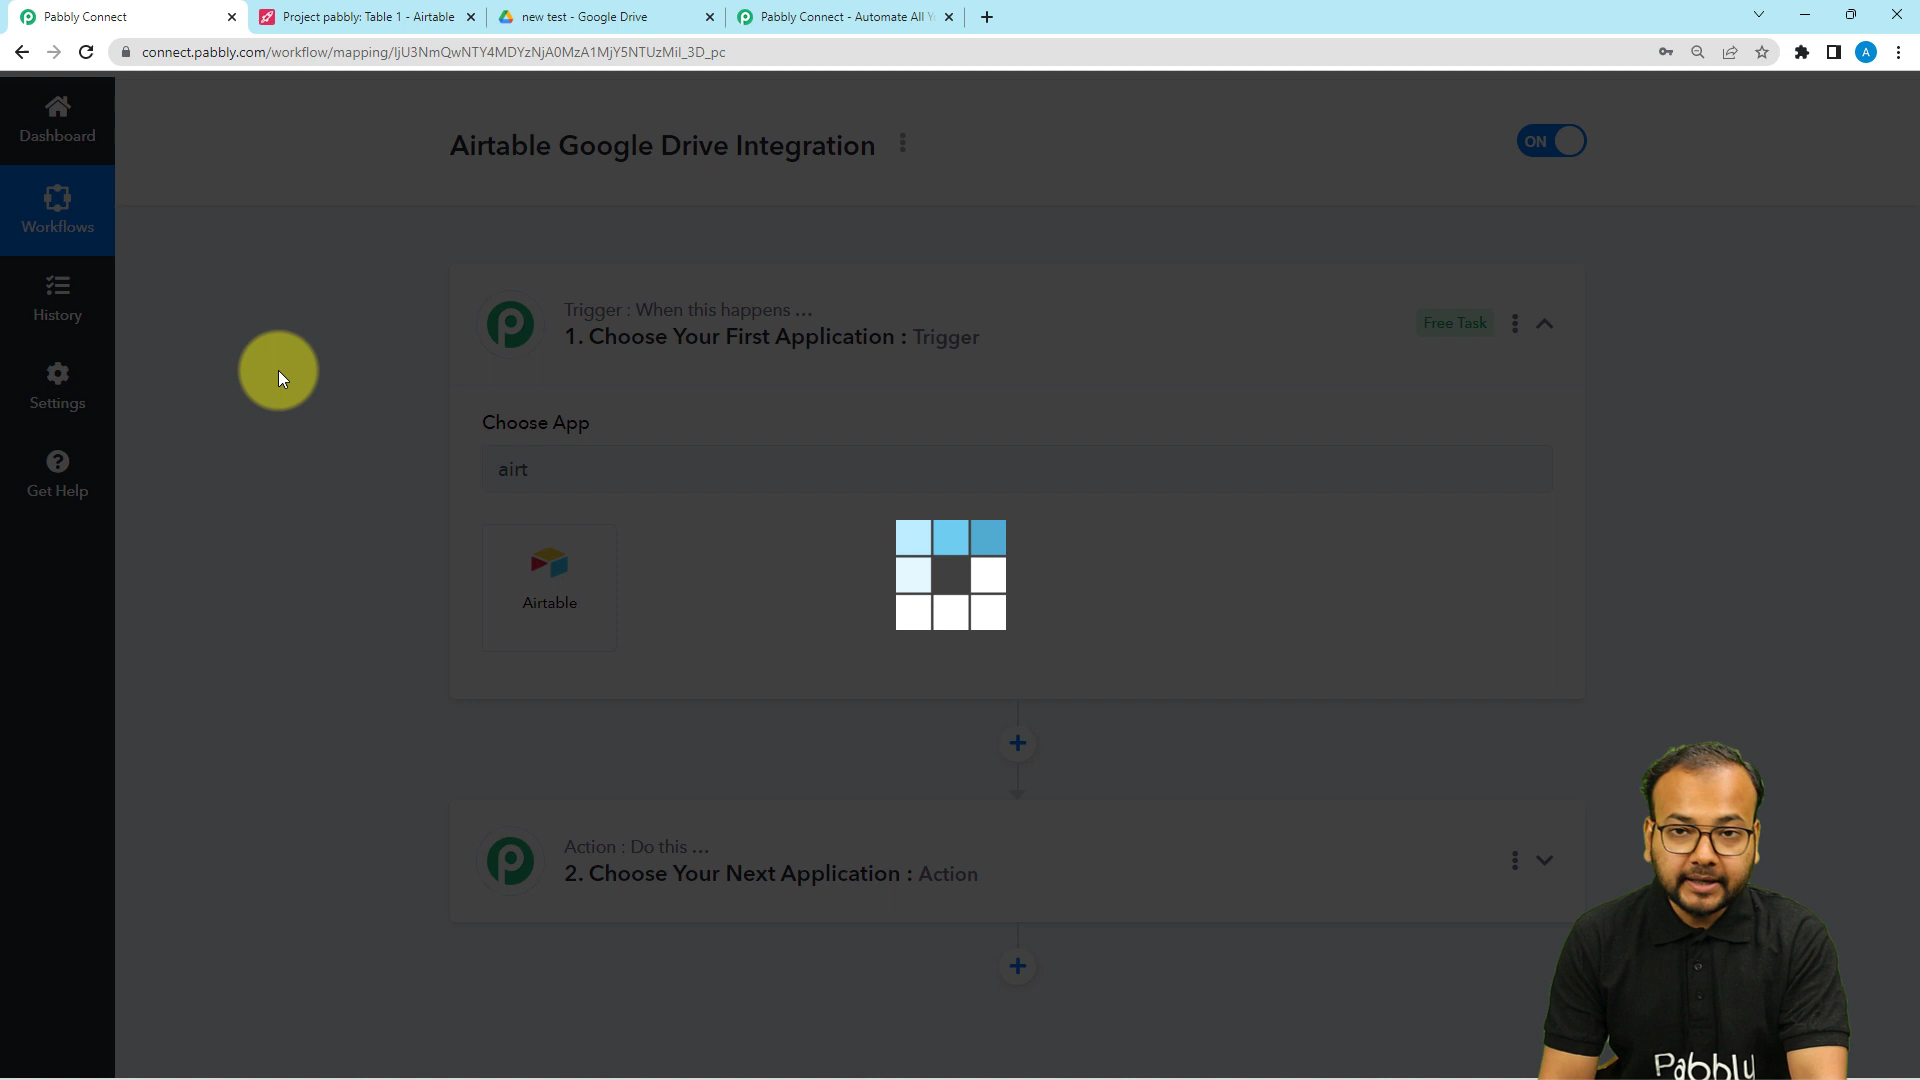 Pabbly Connect
Project pabbly: Table 1 - Airtable
new test - Google Drive
Pabbly Connect - Automate All
connect.pabbly.com/workflow/mapping/IjU3NmQwNTY4MDYzNjA0MzA1MjY5NTUzMiI_3D_pc
A
Dashboard
Workflows
History
Settings
Get Help
Airtable Google Drive Integration
ON
Trigger : When this happens ...
1. Choose Your First Application : Trigger
Free Task
Choose App
airt
Airtable
Action : Do this ...
2. Choose Your Next Application : Action
Pabbly